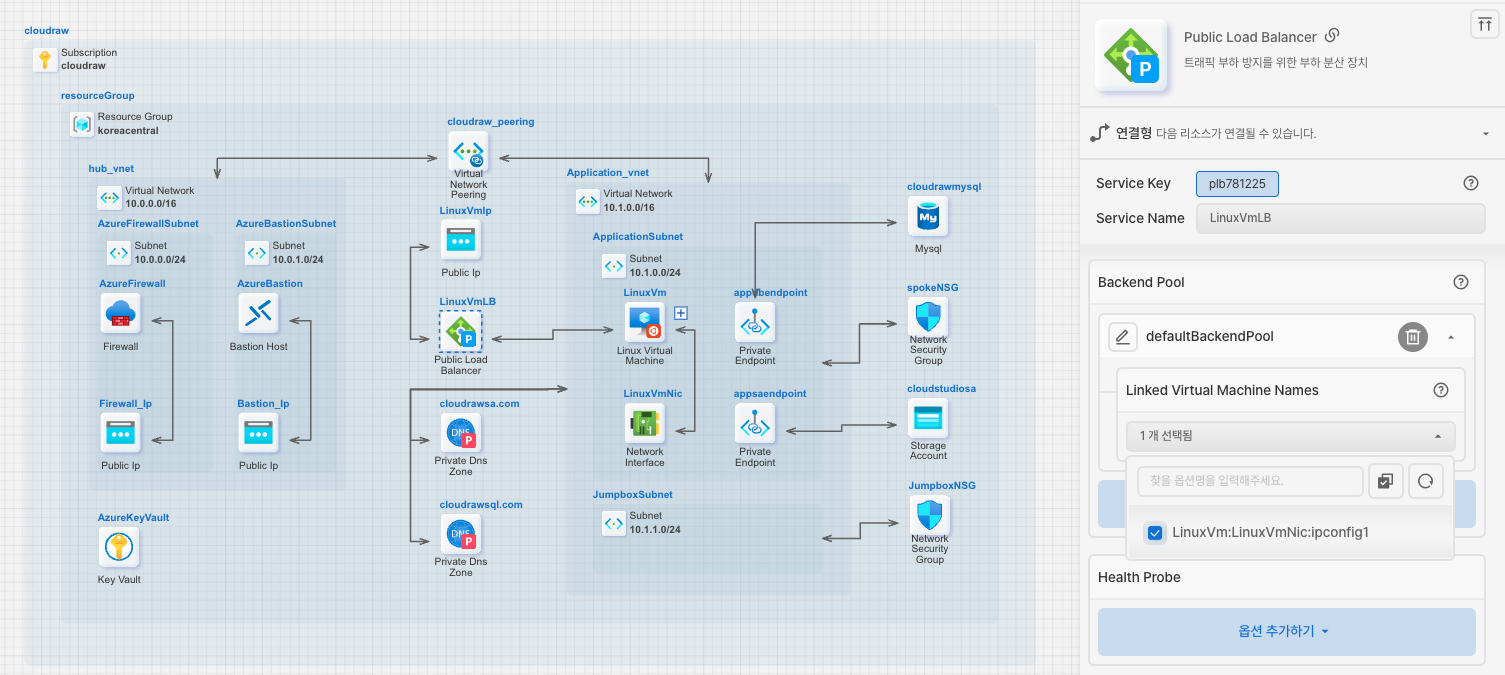 cloudraw
Subscription
cloudraw
resourceGroup
Resource Group
koreacentral
cloudraw_peering
Virtual
Network
Peering
hub_vnet
Virtual Network
10.0.0.0/16
AzureFirewallSubnet
Subnet
10.0.0.0/24
AzureBastionSubnet
Subnet
10.0.1.0/24
AzureFirewall
Firewall
AzureBastion
Bastion Host
Firewall_Ip
Public Ip
Bastion_Ip
Public Ip
AzureKeyVault
Key Vault
LinuxVmIp
Public Ip
LinuxVmLB
P
Public Load
Balancer
cloudrawsa.com
DNS
P
Private Dns
Zone
cloudrawsql.com
DNS
P
Private Dns
Zone
Application_vnet
Virtual Network
10.1.0.0/16
ApplicationSubnet
Subnet
10.1.0.0/24
LinuxVm
Linux Virtual
Machine
LinuxVmNic
Network
Interface
endpoint
Private
Endpoint
appsaendpoint
Private
Endpoint
JumpboxSubnet
Subnet
10.1.1.0/24
cloudrawmysql
My
Mysql
spokeNSG
Network
Security
Group
cloudstudiosa
Storage
Account
JumpboxNSG
Network
Security
Group
P
Public Load Balancer
트래픽 부하 방지를 위한 부하 분산 장치
연결형 다음 리소스가 연결될 수 있습니다.
Service Key
plb781225
Service Name
LinuxVmLB
Backend Pool
defaultBackendPool
Linked Virtual Machine Names
1 개 선택됨
찾을 옵션명을 입력해주세요.
LinuxVm:LinuxVmNic:ipconfig1
Health Probe
옵션 추가하기